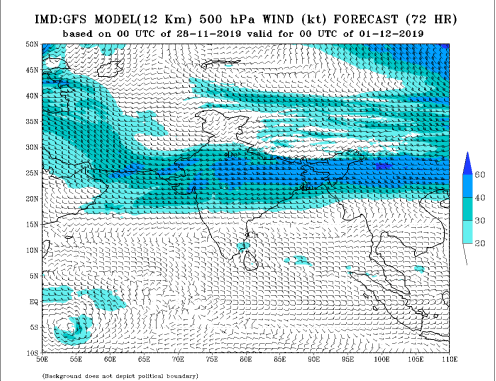 IMD:GFS MODEL(12 Km) 500 hPa WIND (kt) FORECAST (72 HR)
based on 00 UTC of 28-11-2019 valid for 00 UTC of 01-12-2019
50N
45N
40N
35N
30N
25N
20N
15N
10N
5N
EQ
5S
10S
60
40
30
20
50E 55E 60E 65E 70E 75E 80E 85E 90E 95E 100E 105E 110E
(Background does not depict political boundary)